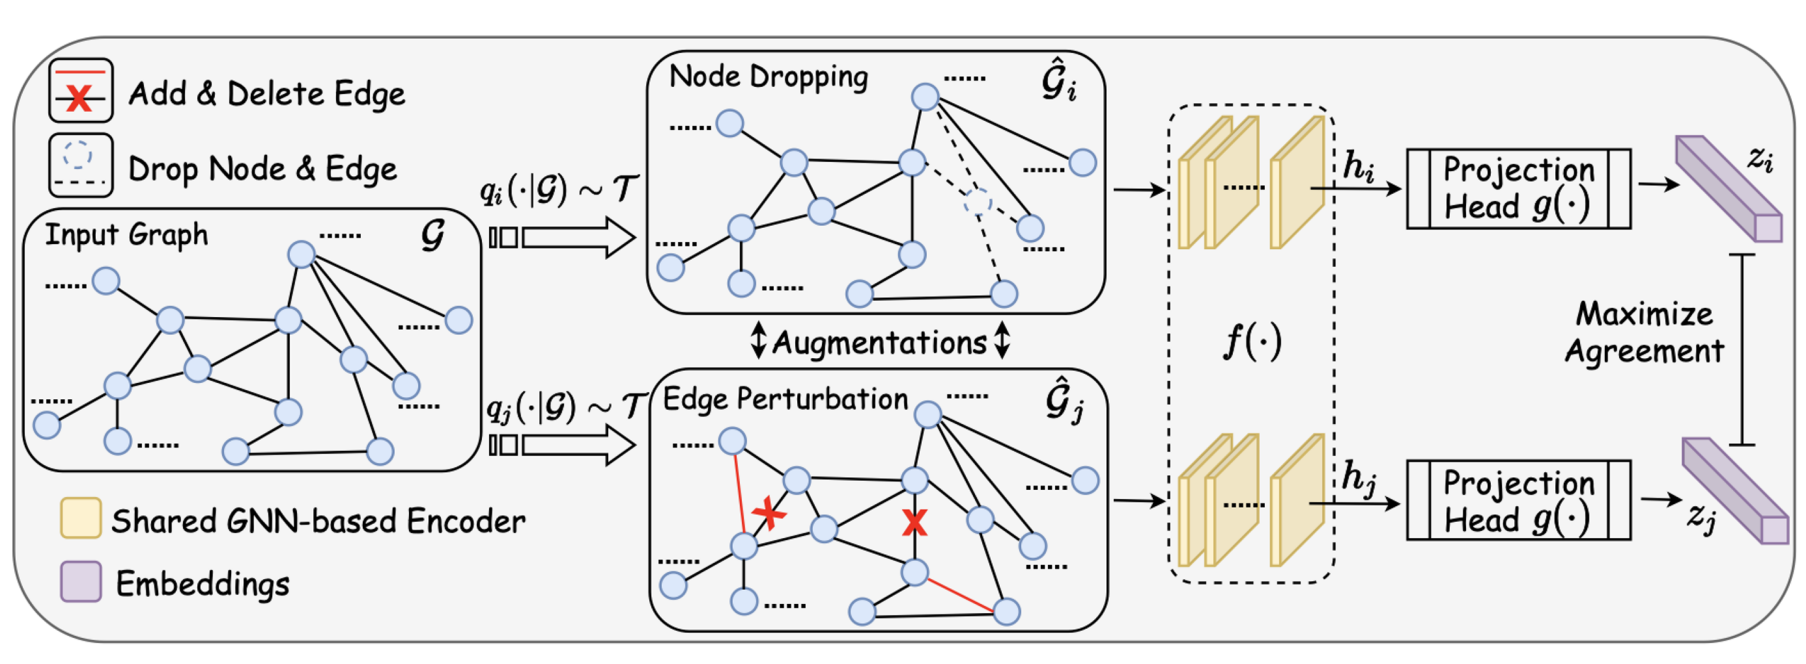 Add & Delete Edge
Drop Node & Edge
Input Graph
𝒢
......
......
......
......
......
......
Shared GNN-based Encoder
Embeddings
qᵢ(·|𝒢) ~ 𝒯
qⱼ(·|𝒢) ~ 𝒯
Node Dropping
𝒢̂ᵢ
......
......
......
......
......
......
Augmentations
Edge Perturbation
𝒢̂ⱼ
......
......
......
......
......
......
......
f(·)
......
hᵢ
Projection
Head g(·)
zᵢ
Maximize
Agreement
hⱼ
Projection
Head g(·)
zⱼ